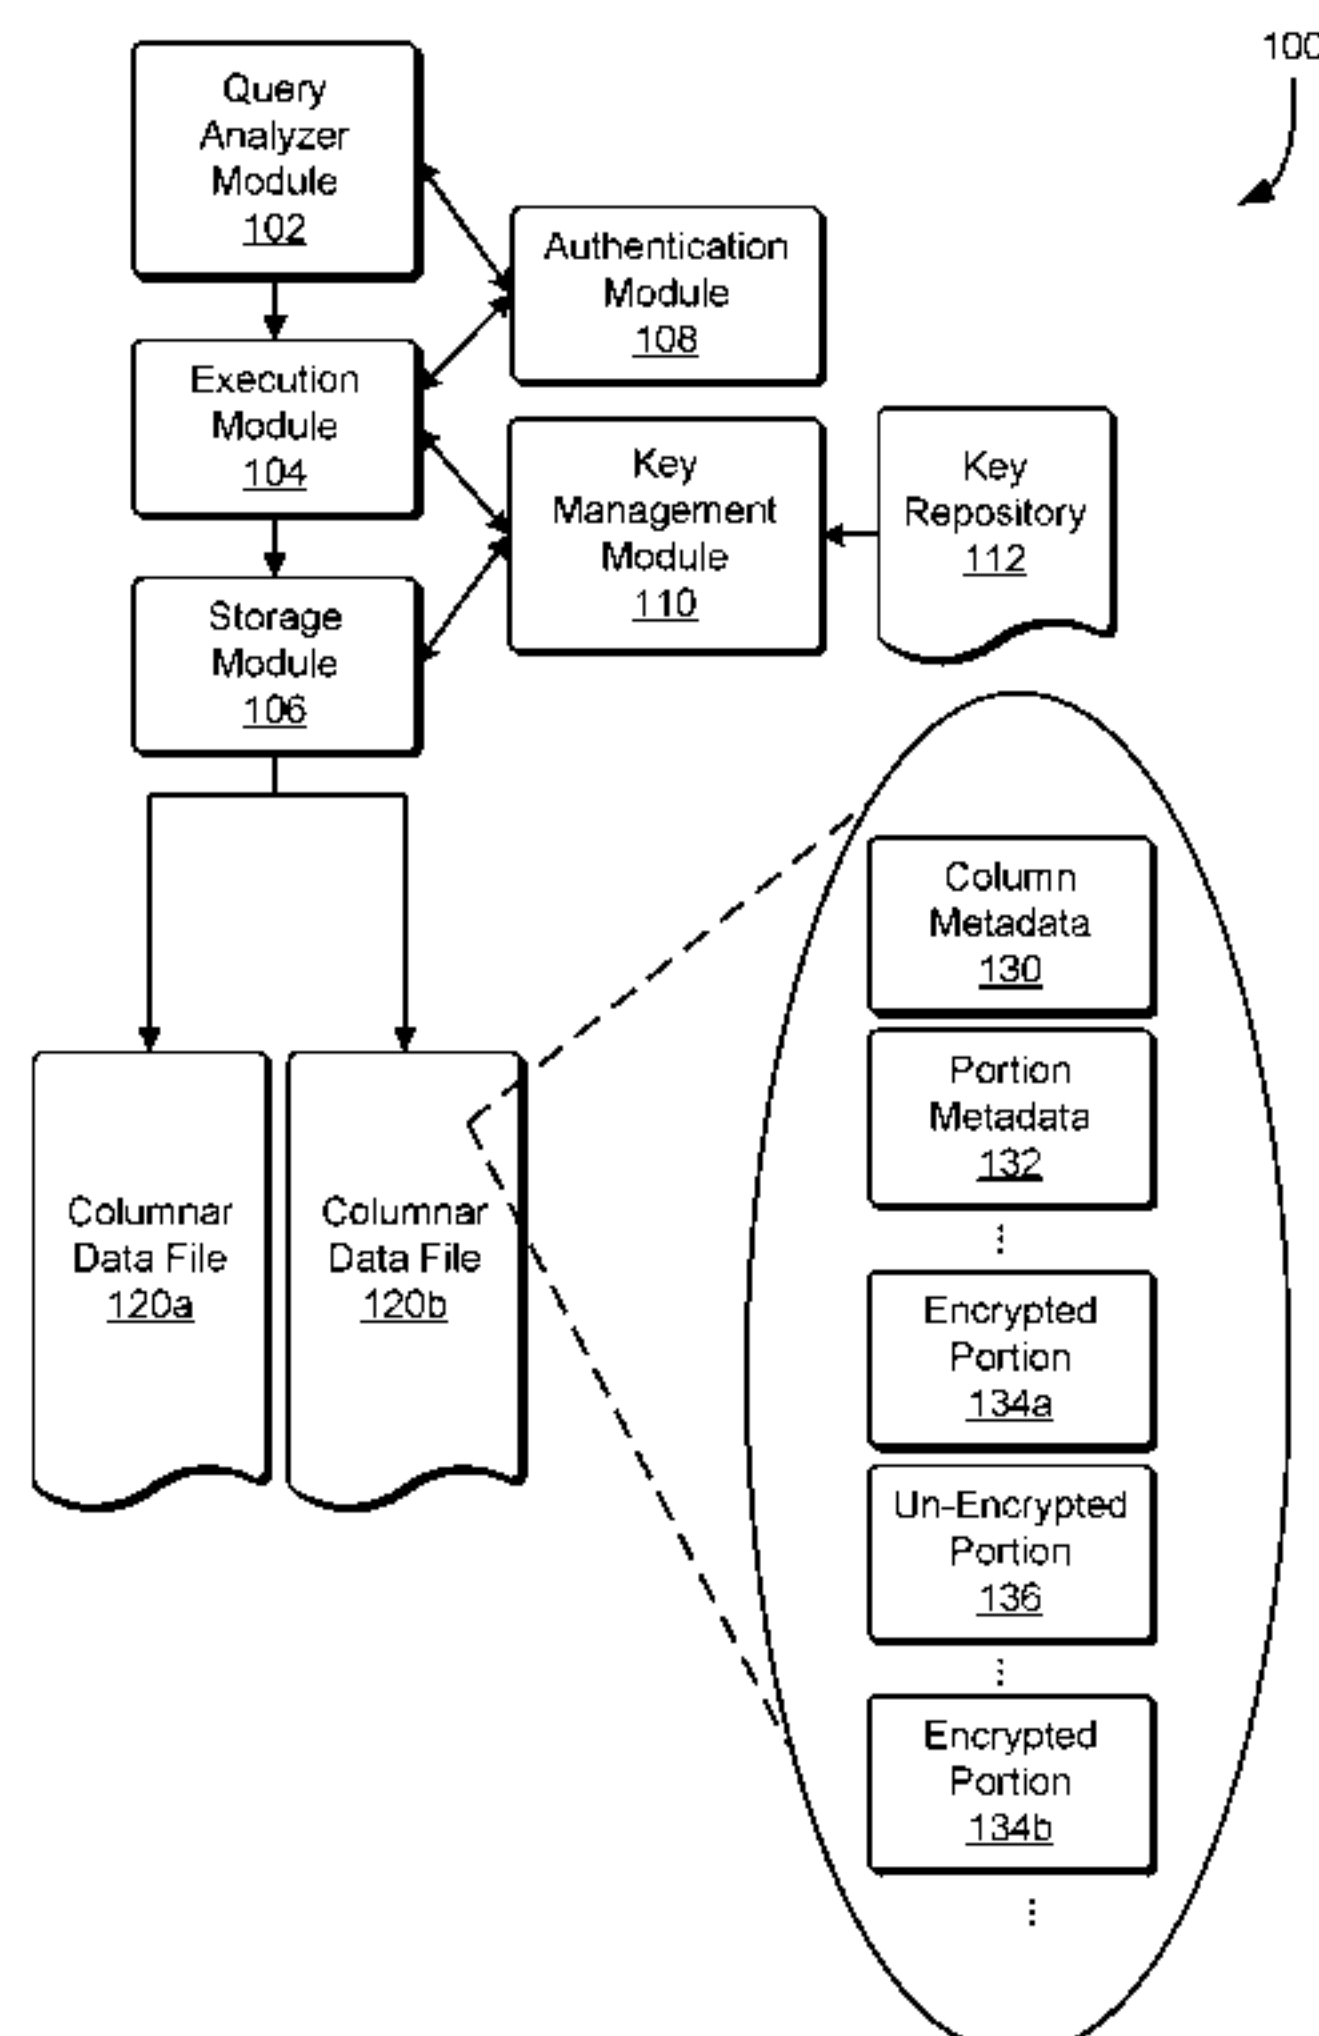 100
Query
Analyzer
Module
102
Authentication
Module
108
Execution
Module
104
Key
Management
Module
110
Key
Repository
112
Storage
Module
106
Columnar
Data File
120a
Columnar
Data File
120b
Column
Metadata
130
Portion
Metadata
132
Encrypted
Portion
134a
Un-Encrypted
Portion
136
Encrypted
Portion
134b